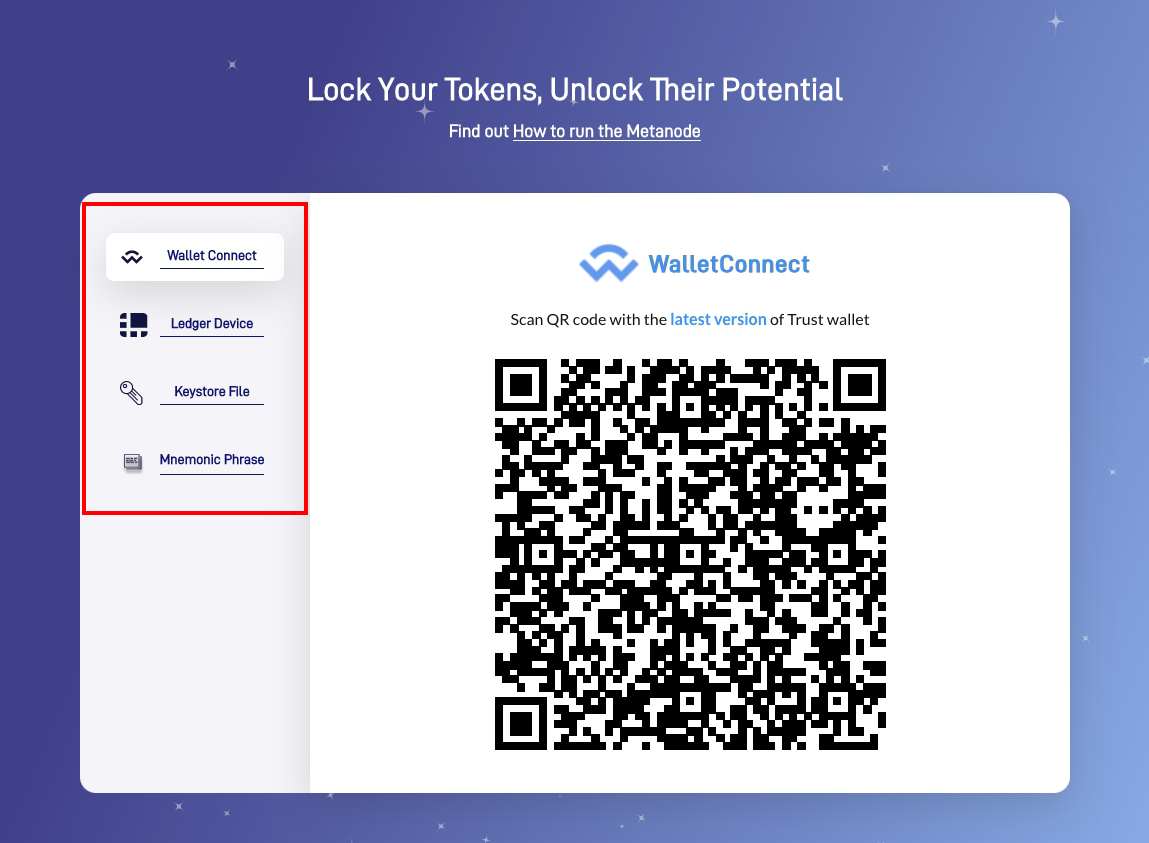 Lock Your Tokens, Unlock Their Potential
Find out How to run the Metanode
Wallet Connect
Ledger Device
Keystore File
Mnemonic Phrase
WalletConnect
Scan QR code with the latest version of Trust wallet